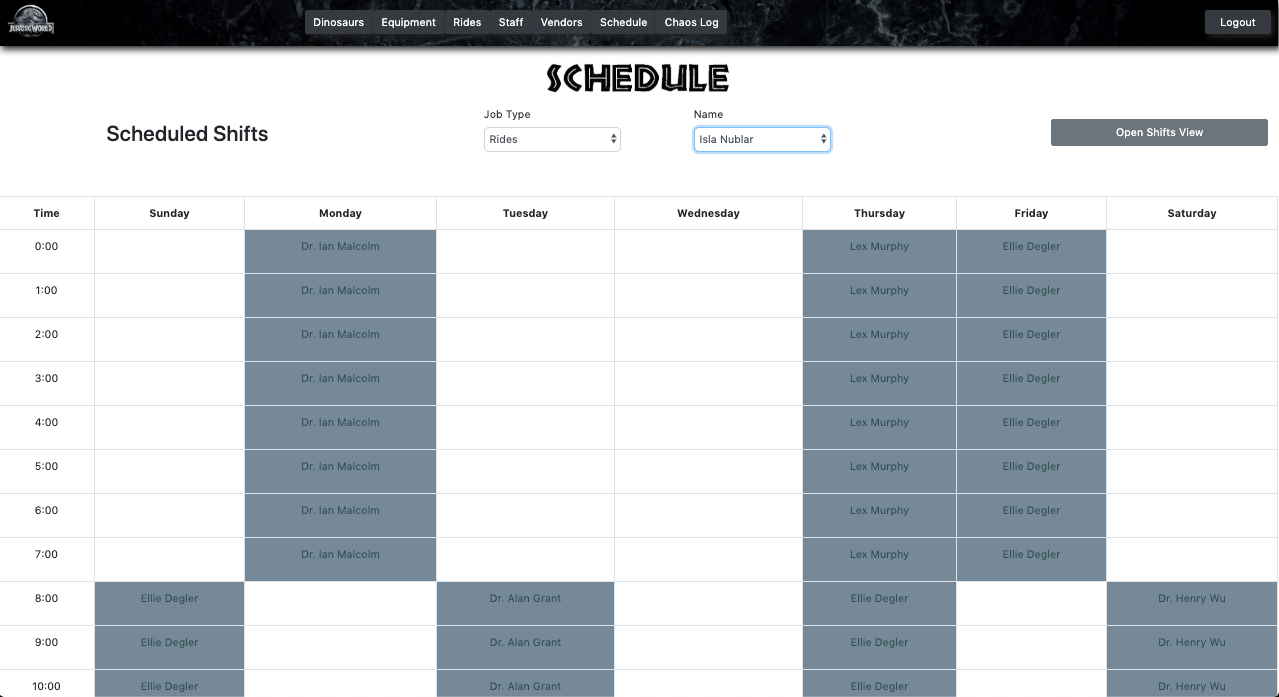 JURASSIC WORLD
Dinosaurs Equipment Rides Staff Vendors Schedule Chaos Log Logout
SCHEDULE
Scheduled Shifts
Job Type
Rides
Name
Isla Nublar
Open Shifts View
Time Sunday Monday Tuesday Wednesday Thursday Friday Saturday
0:00 Dr. Ian Malcolm Lex Murphy Ellie Degler
1:00 Dr. Ian Malcolm Lex Murphy Ellie Degler
2:00 Dr. Ian Malcolm Lex Murphy Ellie Degler
3:00 Dr. Ian Malcolm Lex Murphy Ellie Degler
4:00 Dr. Ian Malcolm Lex Murphy Ellie Degler
5:00 Dr. Ian Malcolm Lex Murphy Ellie Degler
6:00 Dr. Ian Malcolm Lex Murphy Ellie Degler
7:00 Dr. Ian Malcolm Lex Murphy Ellie Degler
8:00 Ellie Degler Dr. Alan Grant Ellie Degler Dr. Henry Wu
9:00 Ellie Degler Dr. Alan Grant Ellie Degler Dr. Henry Wu
10:00 Ellie Degler Dr. Alan Grant Ellie Degler Dr. Henry Wu